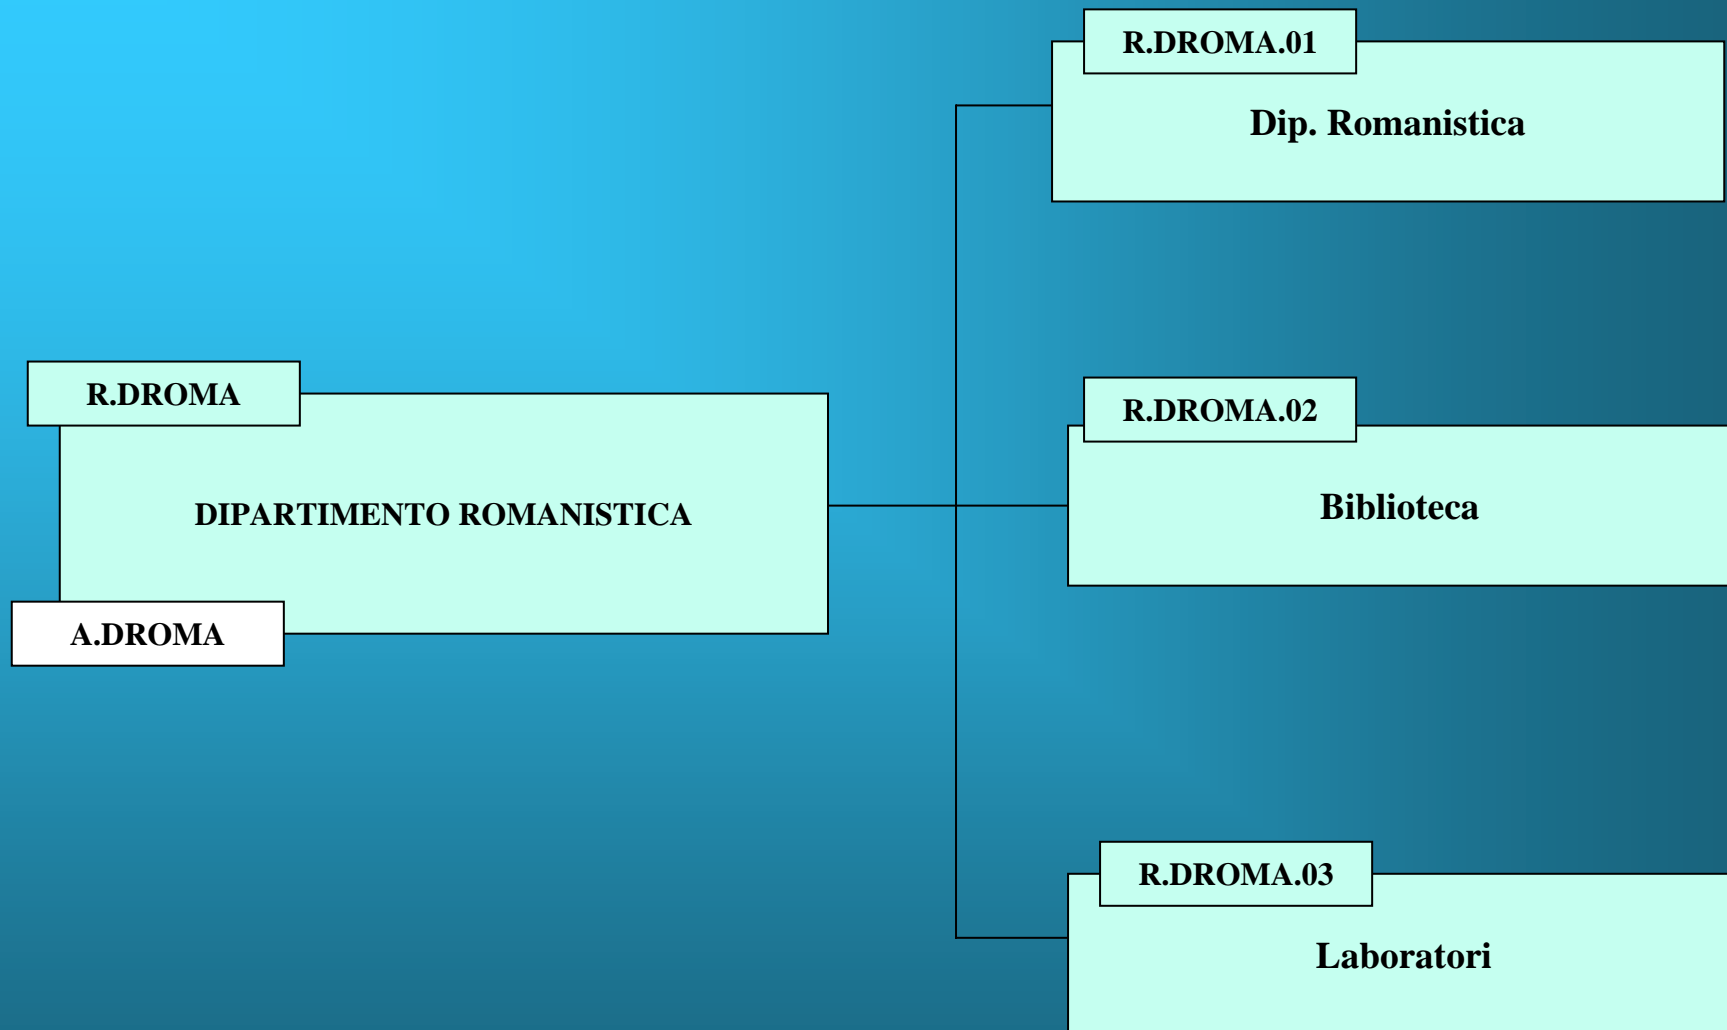 R.DROMA
DIPARTIMENTO ROMANISTICA
A.DROMA
R.DROMA.01
Dip. Romanistica
R.DROMA.02
Biblioteca
R.DROMA.03
Laboratori